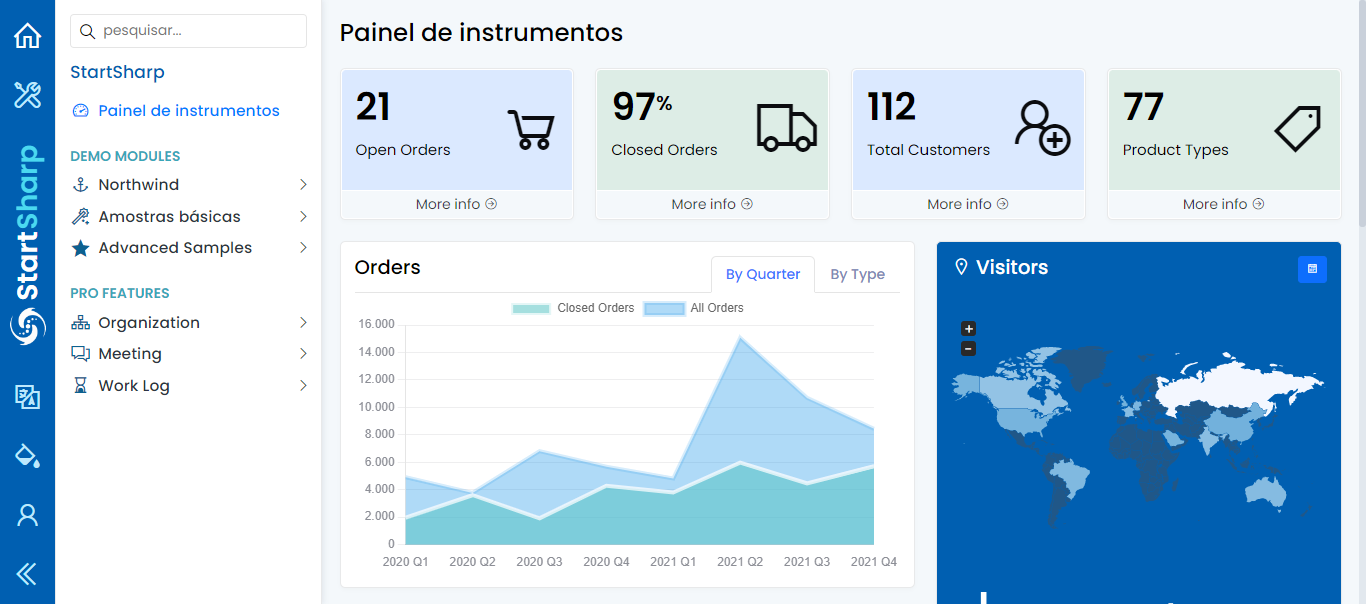 StartSharp
pesquisar...
StartSharp
Painel de instrumentos
DEMO MODULES
Northwind
Amostras básicas
Advanced Samples
PRO FEATURES
Organization
Meeting
Work Log
Painel de instrumentos
21
Open Orders
More info
97%
Closed Orders
More info
112
Total Customers
More info
77
Product Types
More info
Orders
By Quarter
By Type
Closed Orders
All Orders
16.000
14.000
12.000
10.000
8.000
6.000
4.000
2.000
0
2020 Q1
2020 Q2
2020 Q3
2020 Q4
2021 Q1
2021 Q2
2021 Q3
2021 Q4
Visitors
+
-